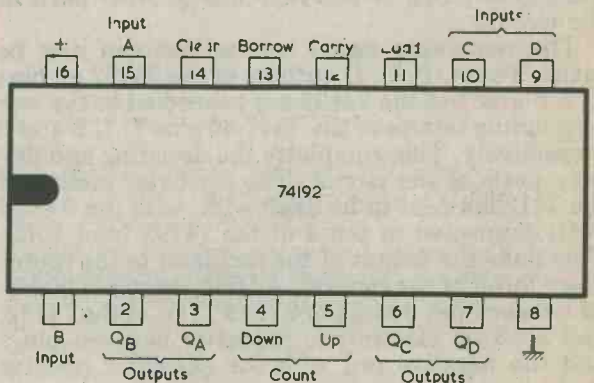 Input
Inputs
+
A
Clear
Borrow
Carry
Load
C
D
16
15
14
13
12
11
10
9
74192
1
2
3
4
5
6
7
8
B
QB
QA
Down
Up
QC
QD
Input
Outputs
Count
Outputs